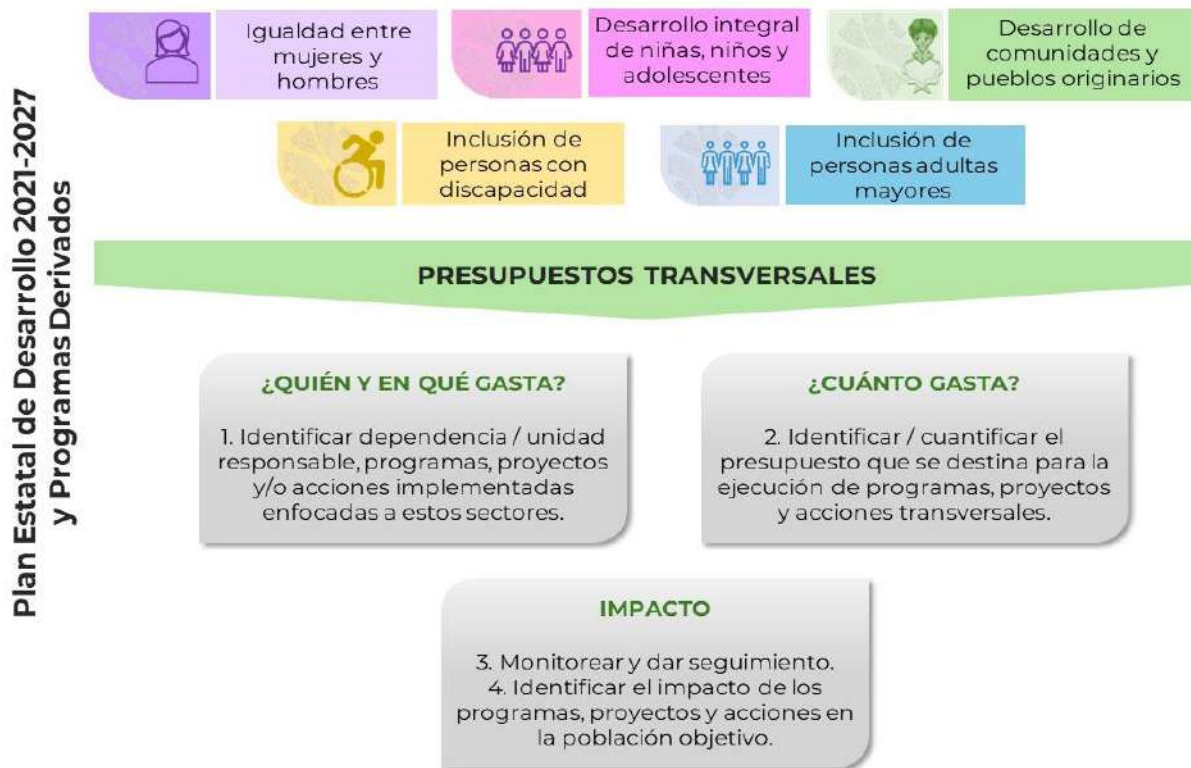 Plan Estatal de Desarrollo 2021-2027
y Programas Derivados
Igualdad entre
mujeres y
hombres
Desarrollo integral
de niñas, niños y
adolescentes
Desarrollo de
comunidades y
pueblos originarios
Inclusión de
personas con
discapacidad
Inclusión de
personas adultas
mayores
PRESUPUESTOS TRANSVERSALES
¿QUIÉN Y EN QUÉ GASTA?
1. Identificar dependencia / unidad
responsable, programas, proyectos
y/o acciones implementadas
enfocadas a estos sectores.
¿CUÁNTO GASTA?
2. Identificar / cuantificar el
presupuesto que se destina para la
ejecución de programas, proyectos
y acciones transversales.
IMPACTO
3. Monitorear y dar seguimiento.
4. Identificar el impacto de los
programas, proyectos y acciones en
la población objetivo.